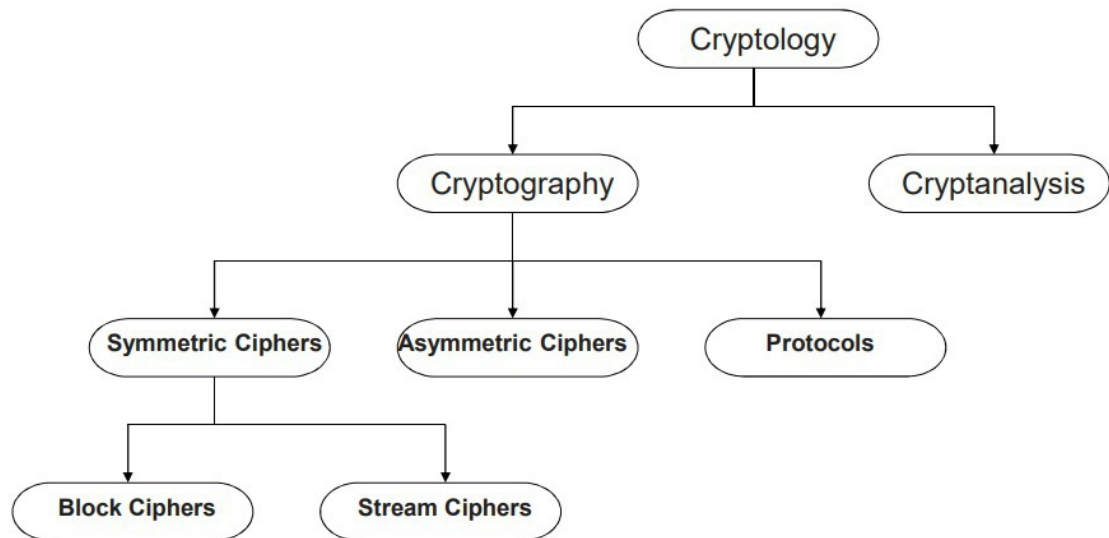 Cryptology
Cryptography
Cryptanalysis
Symmetric Ciphers
Asymmetric Ciphers
Protocols
Block Ciphers
Stream Ciphers